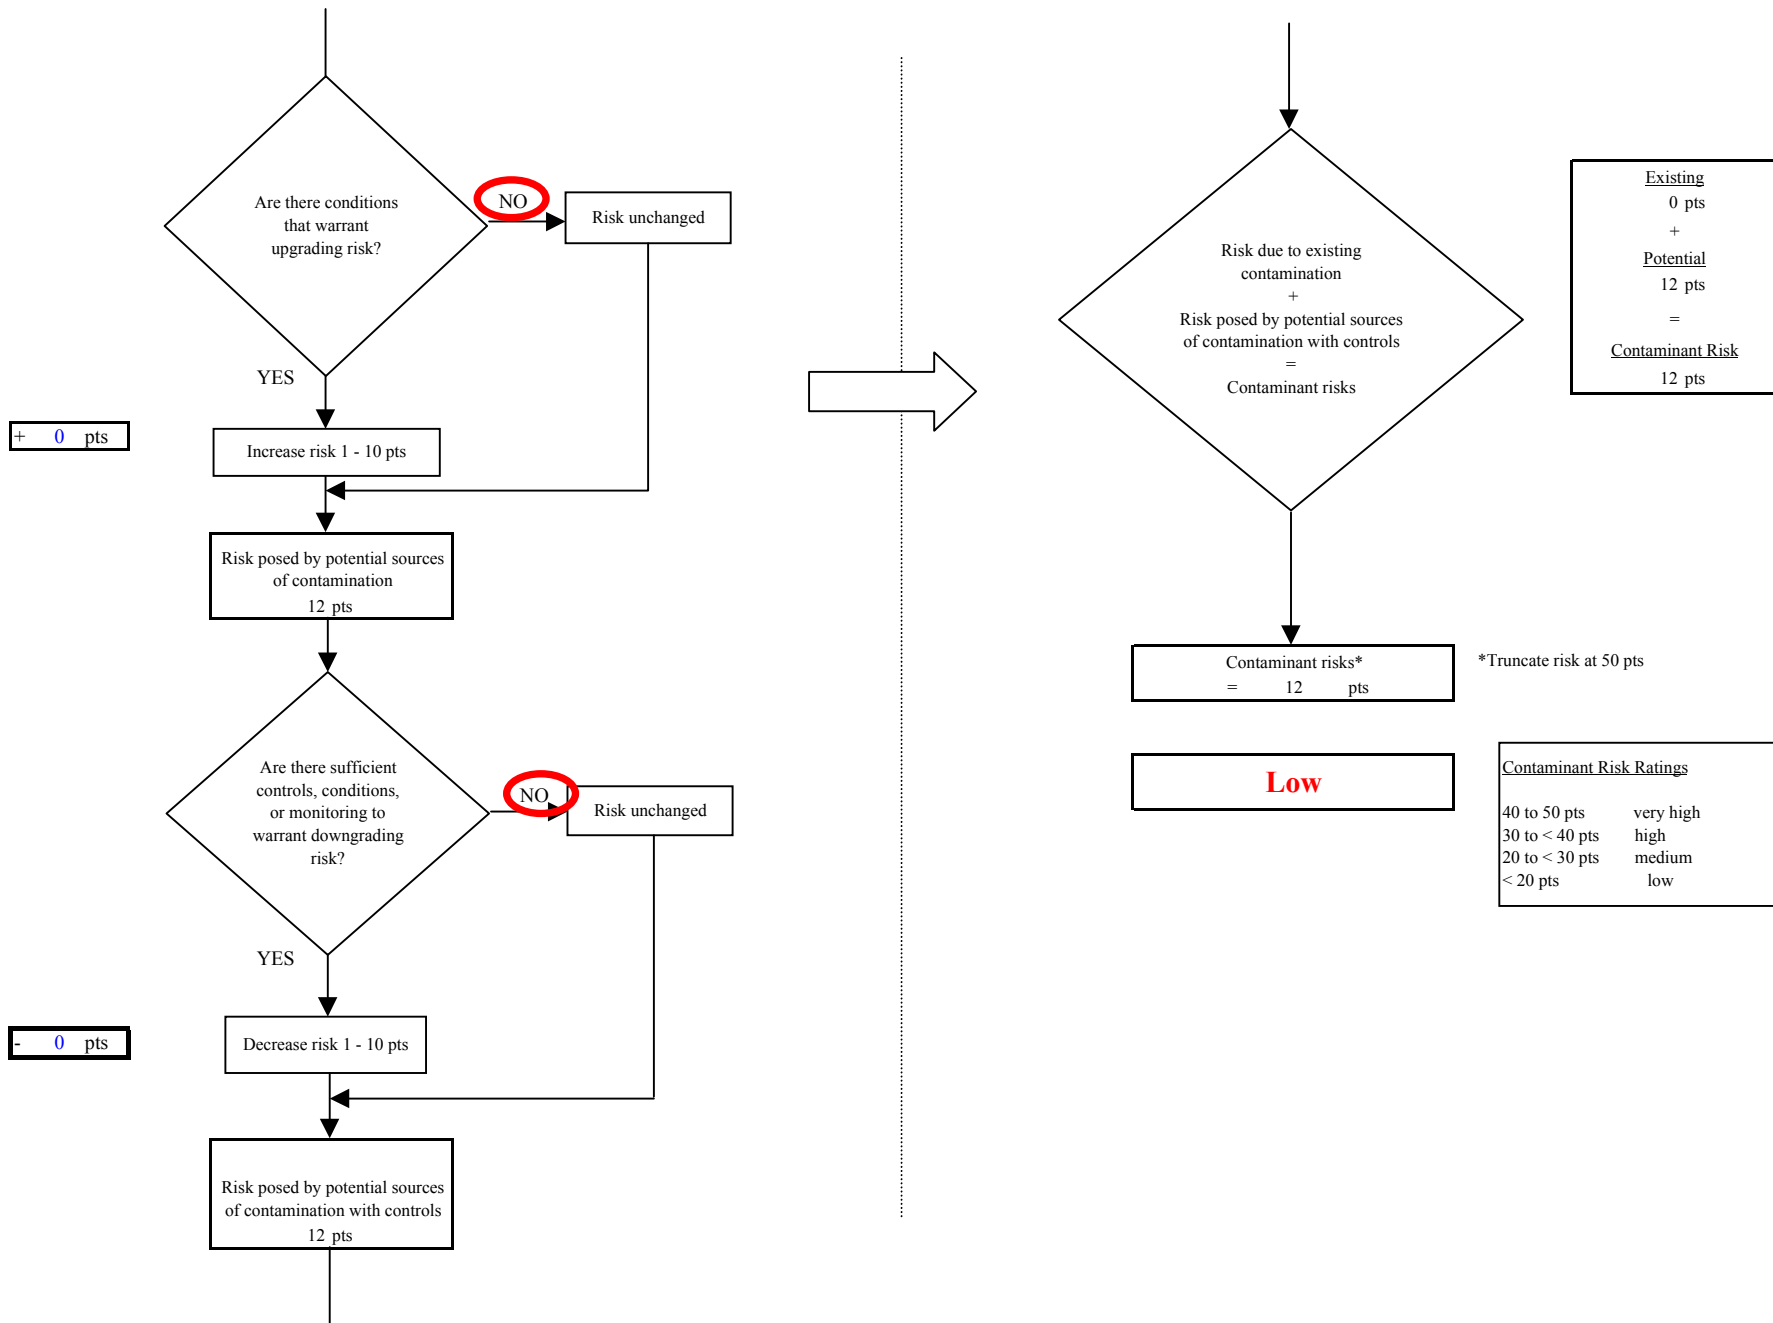 Are there conditions
that warrant
upgrading risk?
NO
Risk unchanged
YES
+ 0 pts
Increase risk 1 - 10 pts
Risk posed by potential sources
of contamination
12 pts
Are there sufficient
controls, conditions,
or monitoring to
warrant downgrading
risk?
NO
Risk unchanged
YES
- 0 pts
Decrease risk 1 - 10 pts
Risk posed by potential sources
of contamination with controls
12 pts
Risk due to existing
contamination
+
Risk posed by potential sources
of contamination with controls
=
Contaminant risks
Existing
0 pts
+
Potential
12 pts
=
Contaminant Risk
12 pts
Contaminant risks*
= 12 pts
*Truncate risk at 50 pts
Low
Contaminant Risk Ratings
40 to 50 pts very high
30 to < 40 pts high
20 to < 30 pts medium
< 20 pts low